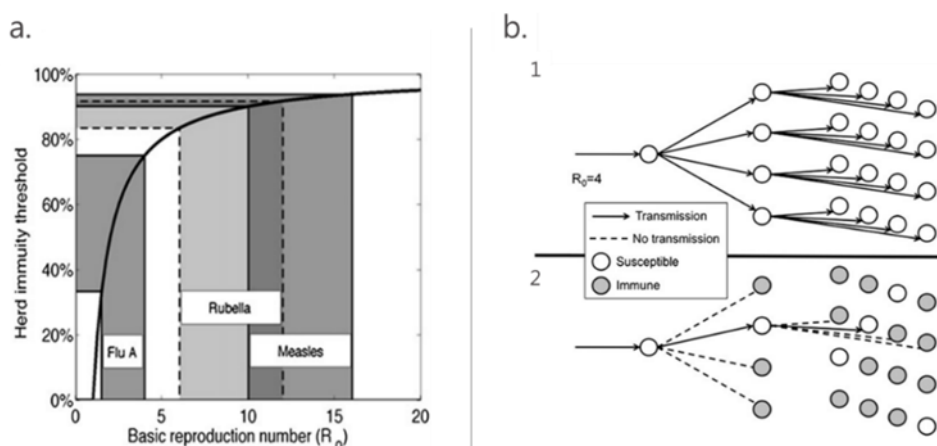 a.
100%
80%
60%
40%
20%
0%
Herd immunity threshold
Flu A
Rubella
Measles
0
5
10
15
20
Basic reproduction number (R₀)
b.
1
R₀=4
Transmission
No transmission
Susceptible
Immune
2